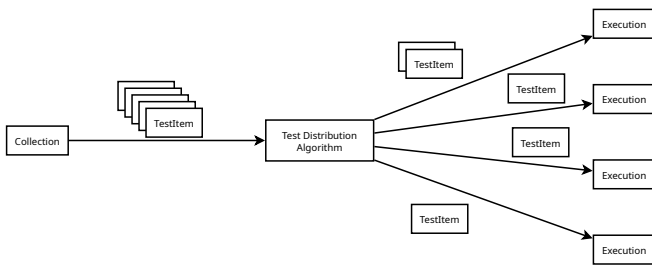 Collection
TestItem
Test Distribution
Algorithm
TestItem
TestItem
TestItem
TestItem
Execution
Execution
Execution
Execution